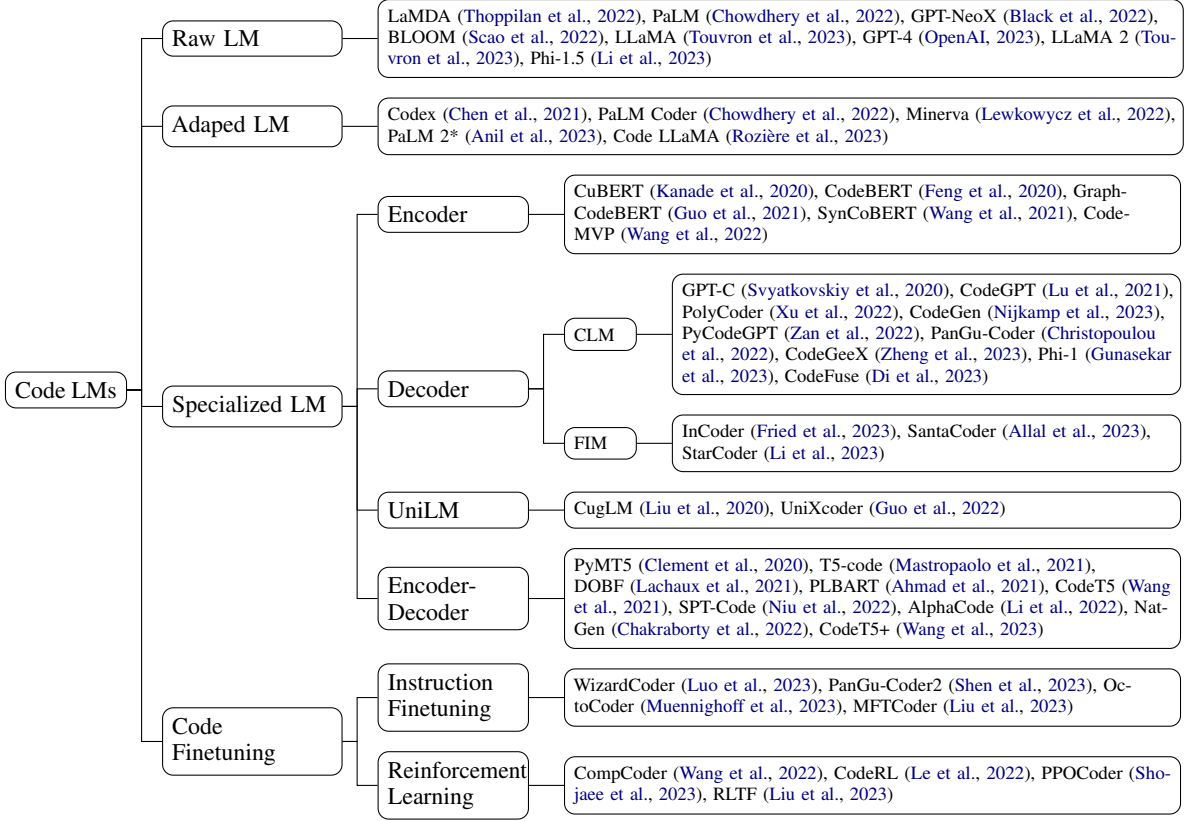 LaMDA (Thoppilan et al., 2022), PaLM (Chowdhery et al., 2022), GPT-NeoX (Black et al., 2022),
Raw LM
BLOOM (Scao et al., 2022), LLaMA (Touvron et al., 2023), GPT-4 (OpenAI, 2023), LLaMA 2 (Tou-
vron et al., 2023), Phi-1.5 (Li et al., 2023)
Adaped LM
Codex (Chen et al., 2021), PaLM Coder (Chowdhery et al., 2022), Minerva (Lewkowycz et al., 2022),
PaLM 2* (Anil et al., 2023), Code LLaMA (Rozière et al., 2023)
Code LMs
Specialized LM
Encoder
CuBERT (Kanade et al., 2020), CodeBERT (Feng et al., 2020), Graph-
CodeBERT (Guo et al., 2021), SynCoBERT (Wang et al., 2021), Code-
MVP (Wang et al., 2022)
Decoder
CLM
GPT-C (Svyatkovskiy et al., 2020), CodeGPT (Lu et al., 2021),
PolyCoder (Xu et al., 2022), CodeGen (Nijkamp et al., 2023),
PyCodeGPT (Zan et al., 2022), PanGu-Coder (Christopoulou
et al., 2022), CodeGeeX (Zheng et al., 2023), Phi-1 (Gunasekar
et al., 2023), CodeFuse (Di et al., 2023)
FIM
InCoder (Fried et al., 2023), SantaCoder (Allal et al., 2023),
StarCoder (Li et al., 2023)
UniLM
CugLM (Liu et al., 2020), UniXcoder (Guo et al., 2022)
Encoder-
Decoder
PyMT5 (Clement et al., 2020), T5-code (Mastropaolo et al., 2021),
DOBF (Lachaux et al., 2021), PLBART (Ahmad et al., 2021), CodeT5 (Wang
et al., 2021), SPT-Code (Niu et al., 2022), AlphaCode (Li et al., 2022), Nat-
Gen (Chakraborty et al., 2022), CodeT5+ (Wang et al., 2023)
Code
Finetuning
Instruction
Finetuning
WizardCoder (Luo et al., 2023), PanGu-Coder2 (Shen et al., 2023), Oc-
toCoder (Muennighoff et al., 2023), MFTCoder (Liu et al., 2023)
Reinforcement
Learning
CompCoder (Wang et al., 2022), CodeRL (Le et al., 2022), PPOCoder (Sho-
jaee et al., 2023), RLTF (Liu et al., 2023)